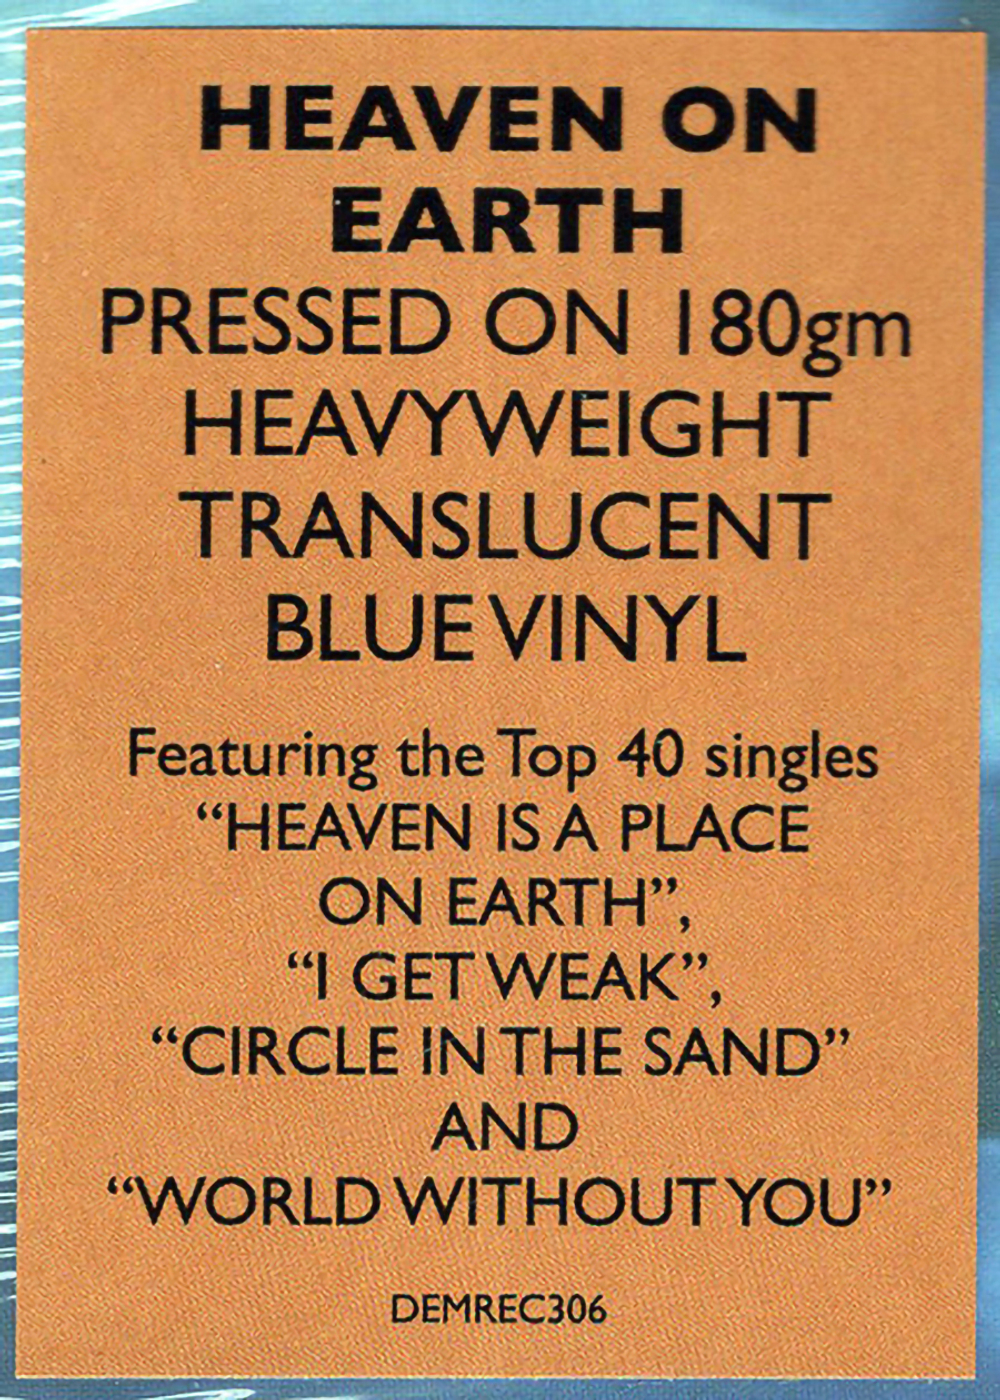 HEAVEN ON
EARTH
PRESSED ON 180gm
HEAVYWEIGHT
TRANSLUCENT
BLUE VINYL
Featuring the Top 40 singles
“HEAVEN IS A PLACE
ON EARTH”,
“I GET WEAK”,
“CIRCLE IN THE SAND”
AND
“WORLD WITHOUT YOU”
DEMREC306